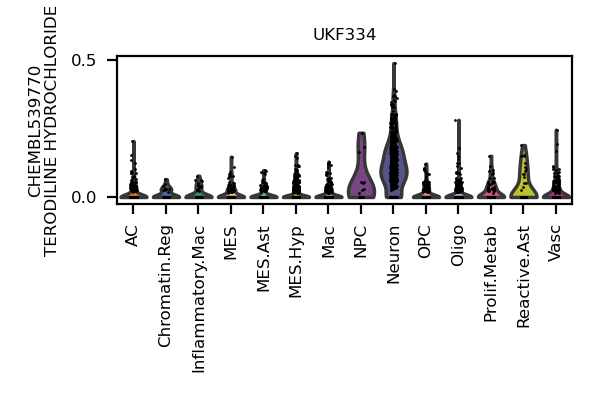 UKF334
CHEMBL539770
TERODILINE HYDROCHLORIDE
0.5
0.0
AC
Chromatin.Reg
Inflammatory.Mac
MES
MES.Ast
MES.Hyp
Mac
NPC
Neuron
OPC
Oligo
Prolif.Metab
Reactive.Ast
Vasc